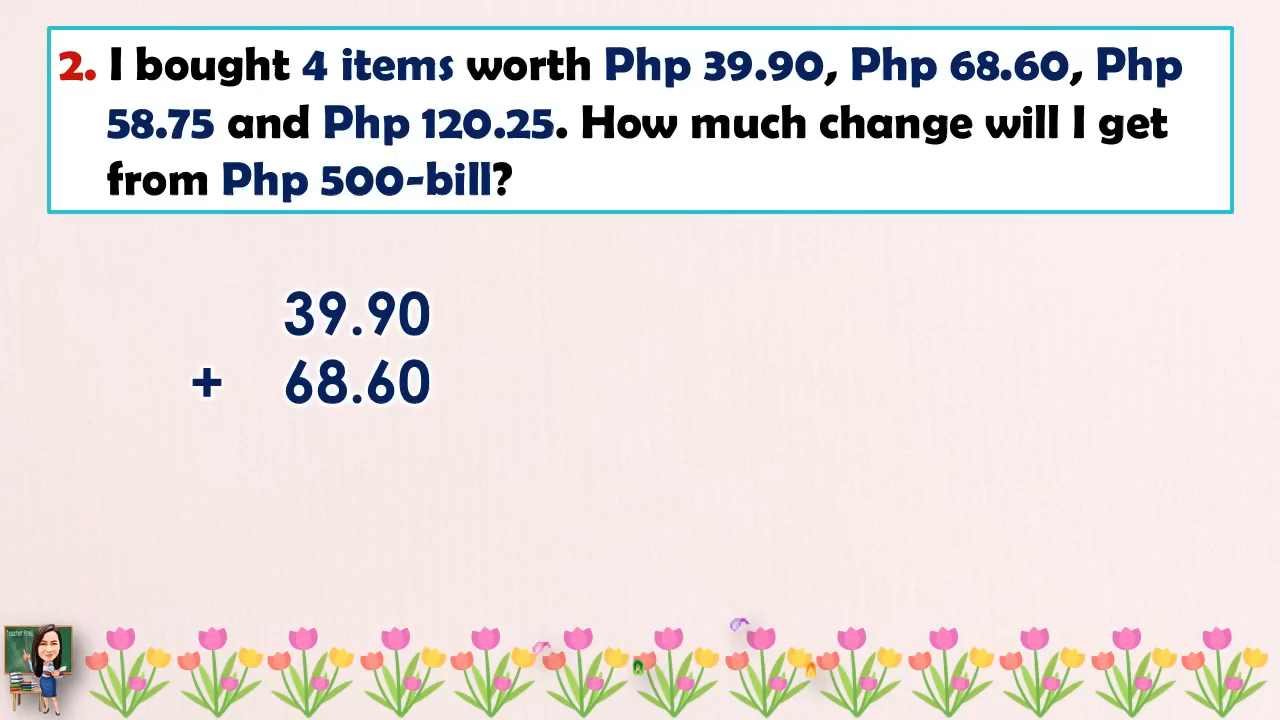 2. I bought 4 items worth Php 39.90, Php 68.60, Php
58.75 and Php 120.25. How much change will I get
from Php 500-bill?
39.90
+ 68.60